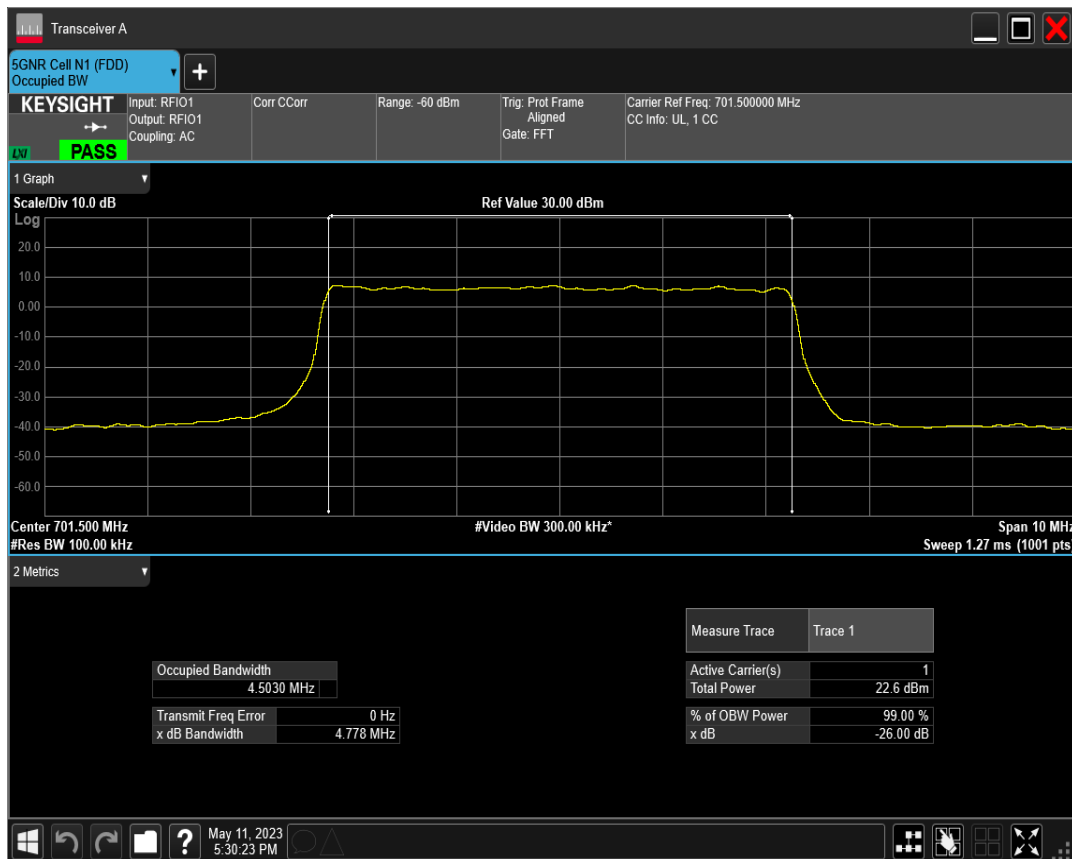 Transceiver A
5GNR Cell N1 (FDD)
Occupied BW
KEYSIGHT
LXI
PASS
Input: RFIO1
Output: RFIO1
Coupling: AC
Corr CCorr
Range: -60 dBm
Trig: Prot Frame
Aligned
Gate: FFT
Carrier Ref Freq: 701.500000 MHz
CC Info: UL, 1 CC
1 Graph
Scale/Div 10.0 dB
Ref Value 30.00 dBm
Log
20.0
10.0
0.00
-10.0
-20.0
-30.0
-40.0
-50.0
-60.0
Center 701.500 MHz
#Video BW 300.00 kHz*
Span 10 MHz
#Res BW 100.00 kHz
Sweep 1.27 ms (1001 pts)
2 Metrics
Measure Trace Trace 1
Occupied Bandwidth
4.5030 MHz
Transmit Freq Error 0 Hz
x dB Bandwidth 4.778 MHz
Active Carrier(s) 1
Total Power 22.6 dBm
% of OBW Power 99.00 %
x dB -26.00 dB
?
May 11, 2023
5:30:23 PM